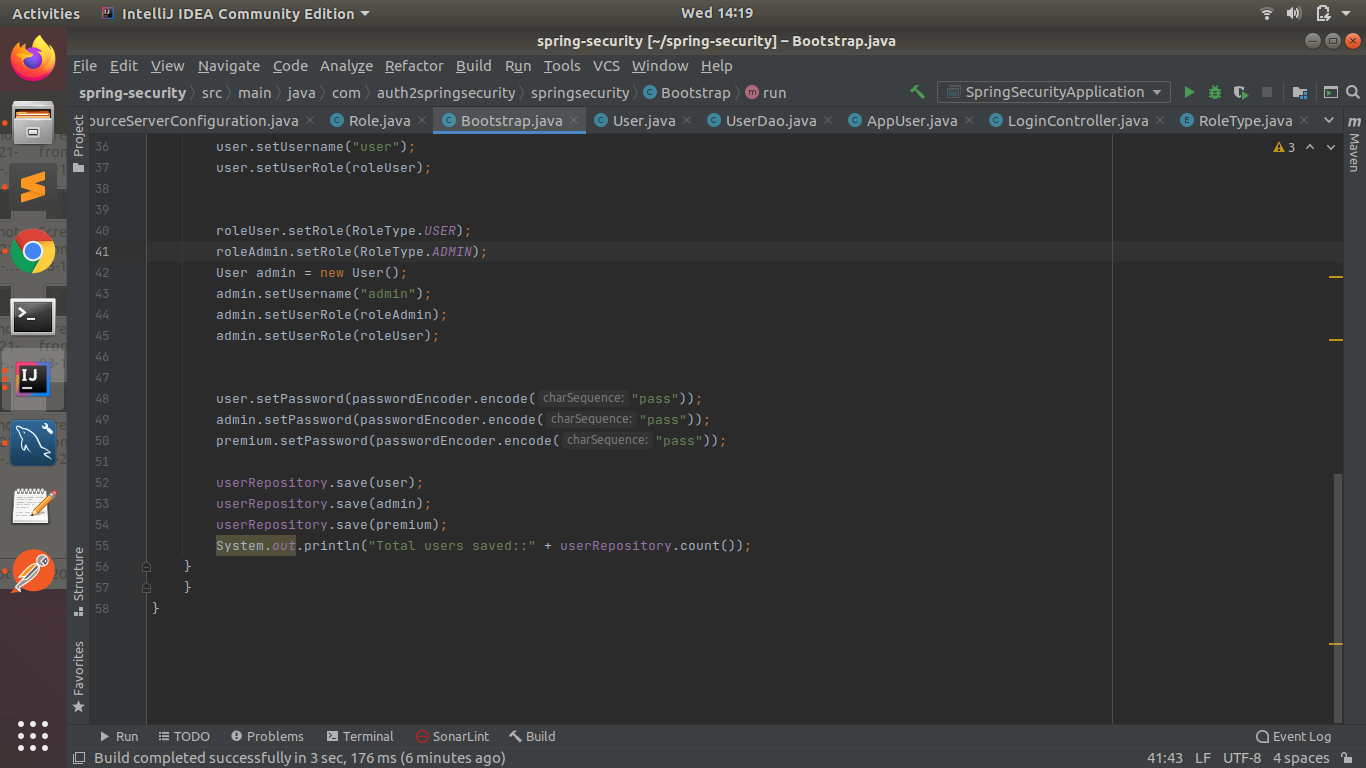 Activities IntelliJ IDEA Community Edition Wed 14:19
spring-security [~/spring-security] – Bootstrap.java
File Edit View Navigate Code Analyze Refactor Build Run Tools VCS Window Help
spring-security src main java com auth2springsecurity springsecurity Bootstrap run SpringSecurityApplication
ourceServerConfiguration.java Role.java Bootstrap.java User.java UserDao.java AppUser.java LoginController.java RoleType.java
Project
Maven
3
36 user.setUsername("user");
37 user.setUserRole(roleUser);
38
39
40 roleUser.setRole(RoleType.USER);
41 roleAdmin.setRole(RoleType.ADMIN);
42 User admin = new User();
43 admin.setUsername("admin");
44 admin.setUserRole(roleAdmin);
45 admin.setUserRole(roleUser);
46
47
48 user.setPassword(passwordEncoder.encode( charSequence: "pass"));
49 admin.setPassword(passwordEncoder.encode( charSequence: "pass"));
50 premium.setPassword(passwordEncoder.encode( charSequence: "pass"));
51
52 userRepository.save(user);
53 userRepository.save(admin);
54 userRepository.save(premium);
55 System.out.println("Total users saved::" + userRepository.count());
56 }
57 }
58 }
Structure
Favorites
Run TODO Problems Terminal SonarLint Build Event Log
Build completed successfully in 3 sec, 176 ms (6 minutes ago) 41:43 LF UTF-8 4 spaces